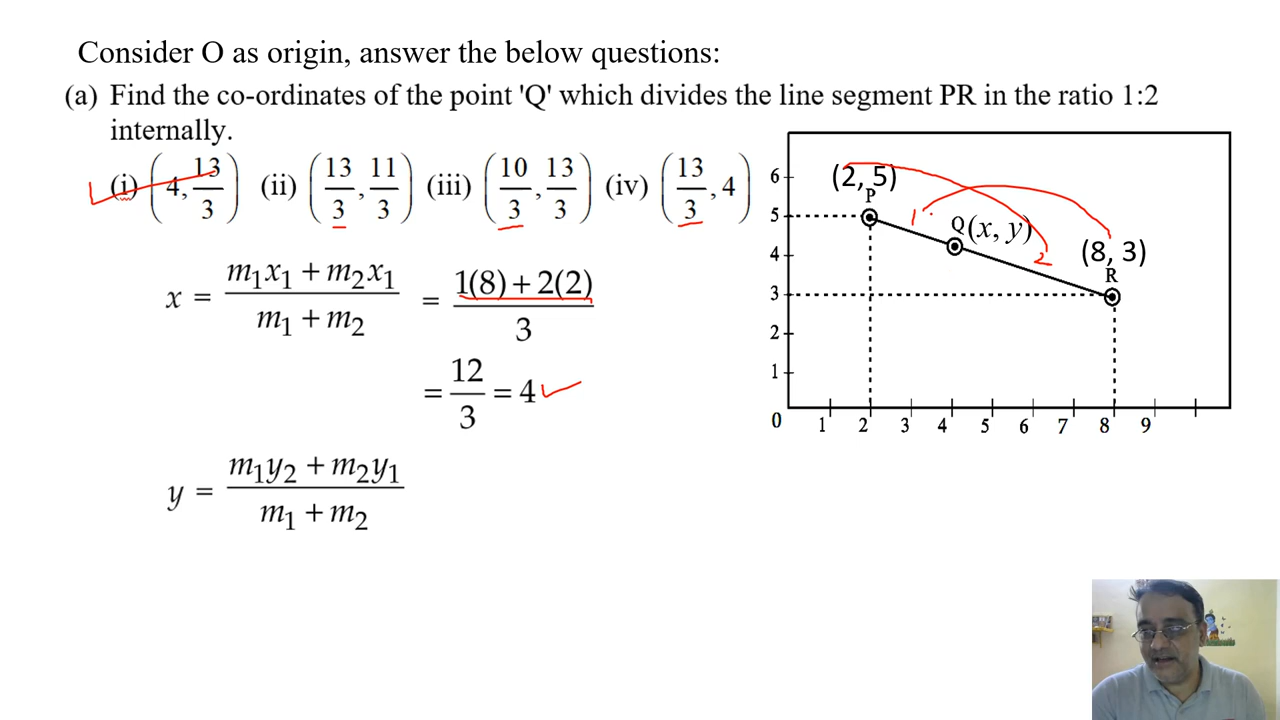 Consider O as origin, answer the below questions:
(a) Find the co-ordinates of the point 'Q' which divides the line segment PR in the ratio 1:2
internally.
(i) (4, 13/3) (ii) (13/3, 11/3) (iii) (10/3, 13/3) (iv) (13/3, 4)
x = (m₁x₁ + m₂x₁)/(m₁ + m₂) = (1(8) + 2(2))/3
= 12/3 = 4
y = (m₁y₂ + m₂y₁)/(m₁ + m₂)
(2, 5)
P
1
Q(x, y)
2
(8, 3)
R
6
5
4
3
2
1
0 1 2 3 4 5 6 7 8 9